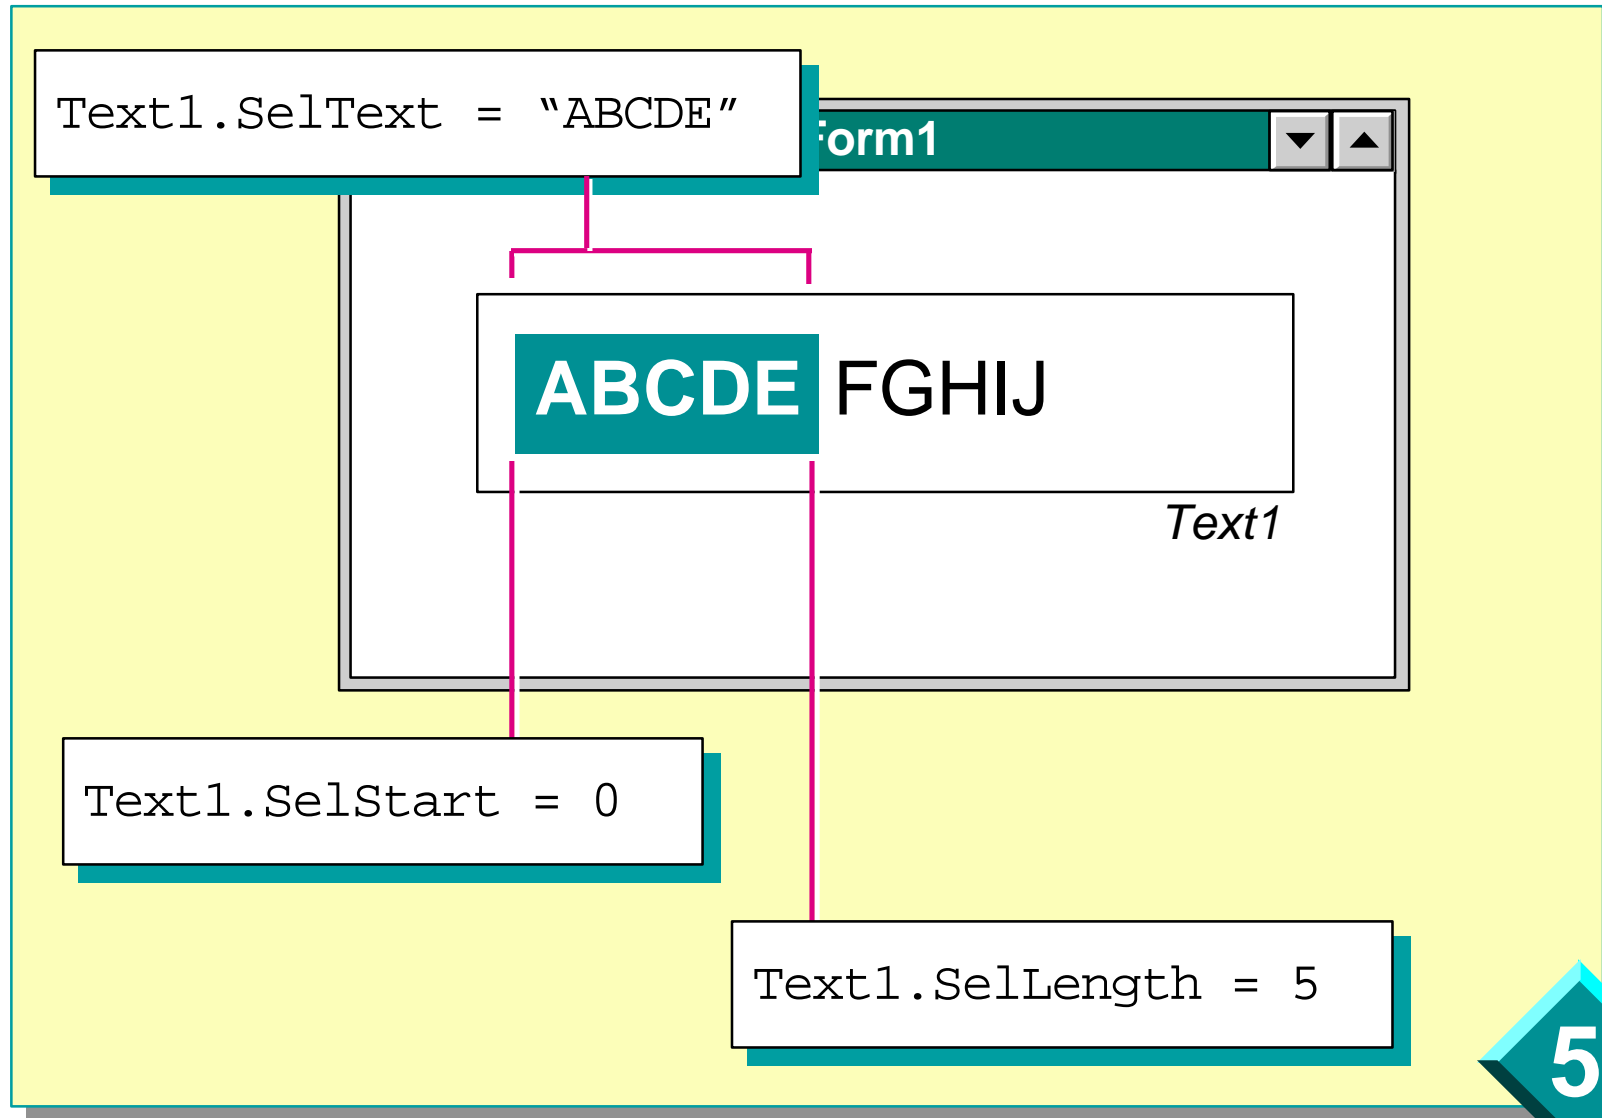 Text1.SelText = “ABCDE”
Form1
ABCDE FGHIJ
Text1
Text1.SelStart = 0
Text1.SelLength = 5
5